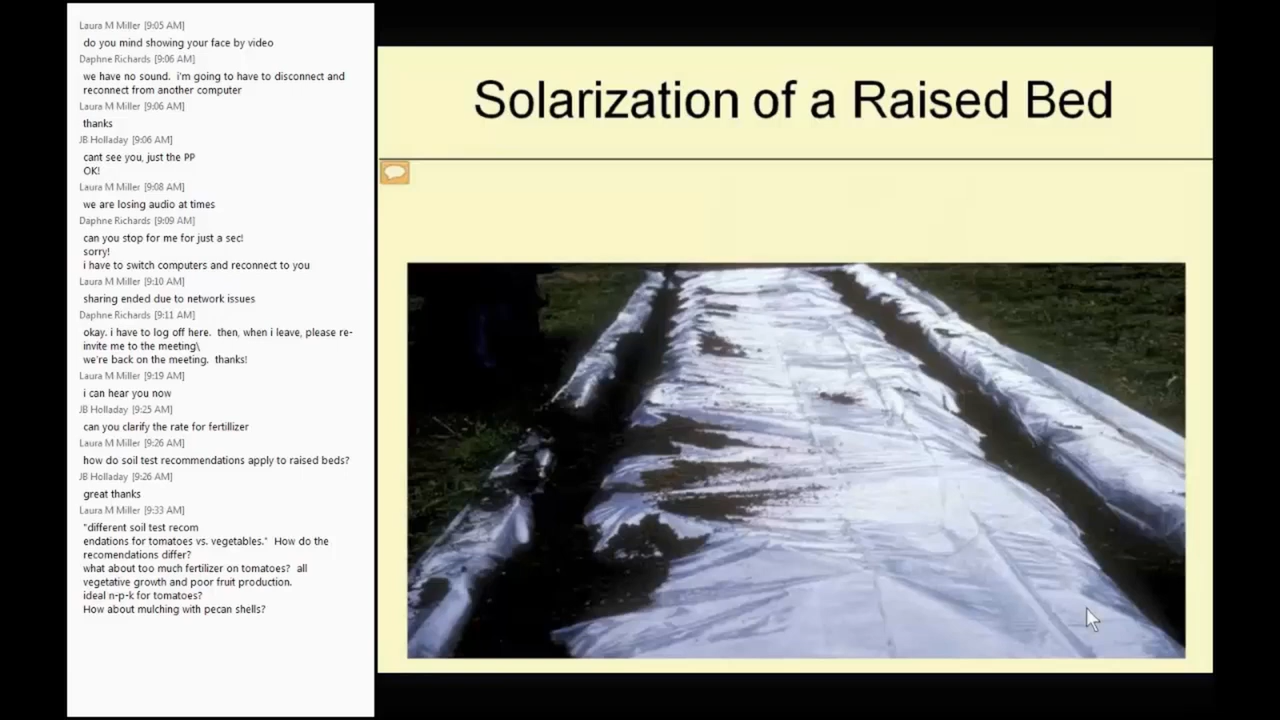 Laura M Miller [9:05 AM]
do you mind showing your face by video
Daphne Richards [9:06 AM]
we have no sound.  i'm going to have to disconnect and
reconnect from another computer
Laura M Miller [9:06 AM]
thanks
JB Holladay [9:06 AM]
cant see you, just the PP
OK!
Laura M Miller [9:08 AM]
we are losing audio at times
Daphne Richards [9:09 AM]
can you stop for me for just a sec!
sorry!
i have to switch computers and reconnect to you
Laura M Miller [9:10 AM]
sharing ended due to network issues
Daphne Richards [9:11 AM]
okay. i have to log off here.  then, when i leave, please re-
invite me to the meeting\
we're back on the meeting.  thanks!
Laura M Miller [9:19 AM]
i can hear you now
JB Holladay [9:25 AM]
can you clarify the rate for fertillizer
Laura M Miller [9:26 AM]
how do soil test recommendations apply to raised beds?
JB Holladay [9:26 AM]
great thanks
Laura M Miller [9:33 AM]
"different soil test recom
endations for tomatoes vs. vegetables."  How do the
recomendations differ?
what about too much fertilizer on tomatoes?  all
vegetative growth and poor fruit production.
ideal n-p-k for tomatoes?
How about mulching with pecan shells?
Solarization of a Raised Bed